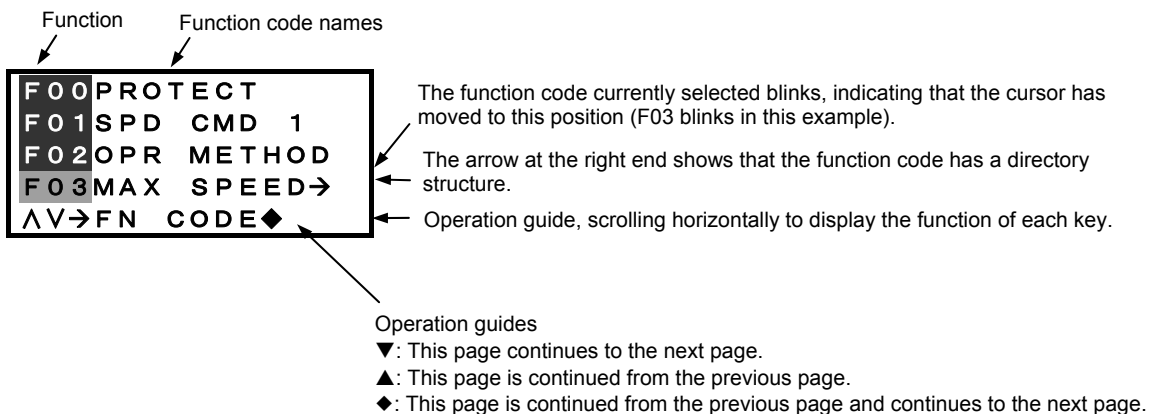 Function
Function code names
F00PROTECT
F01SPD CMD 1
F02OPR METHOD
F03MAX SPEED→
∧∨→FN CODE◆
The function code currently selected blinks, indicating that the cursor has
moved to this position (F03 blinks in this example).
The arrow at the right end shows that the function code has a directory
structure.
Operation guide, scrolling horizontally to display the function of each key.
Operation guides
▼: This page continues to the next page.
▲: This page is continued from the previous page.
◆: This page is continued from the previous page and continues to the next page.